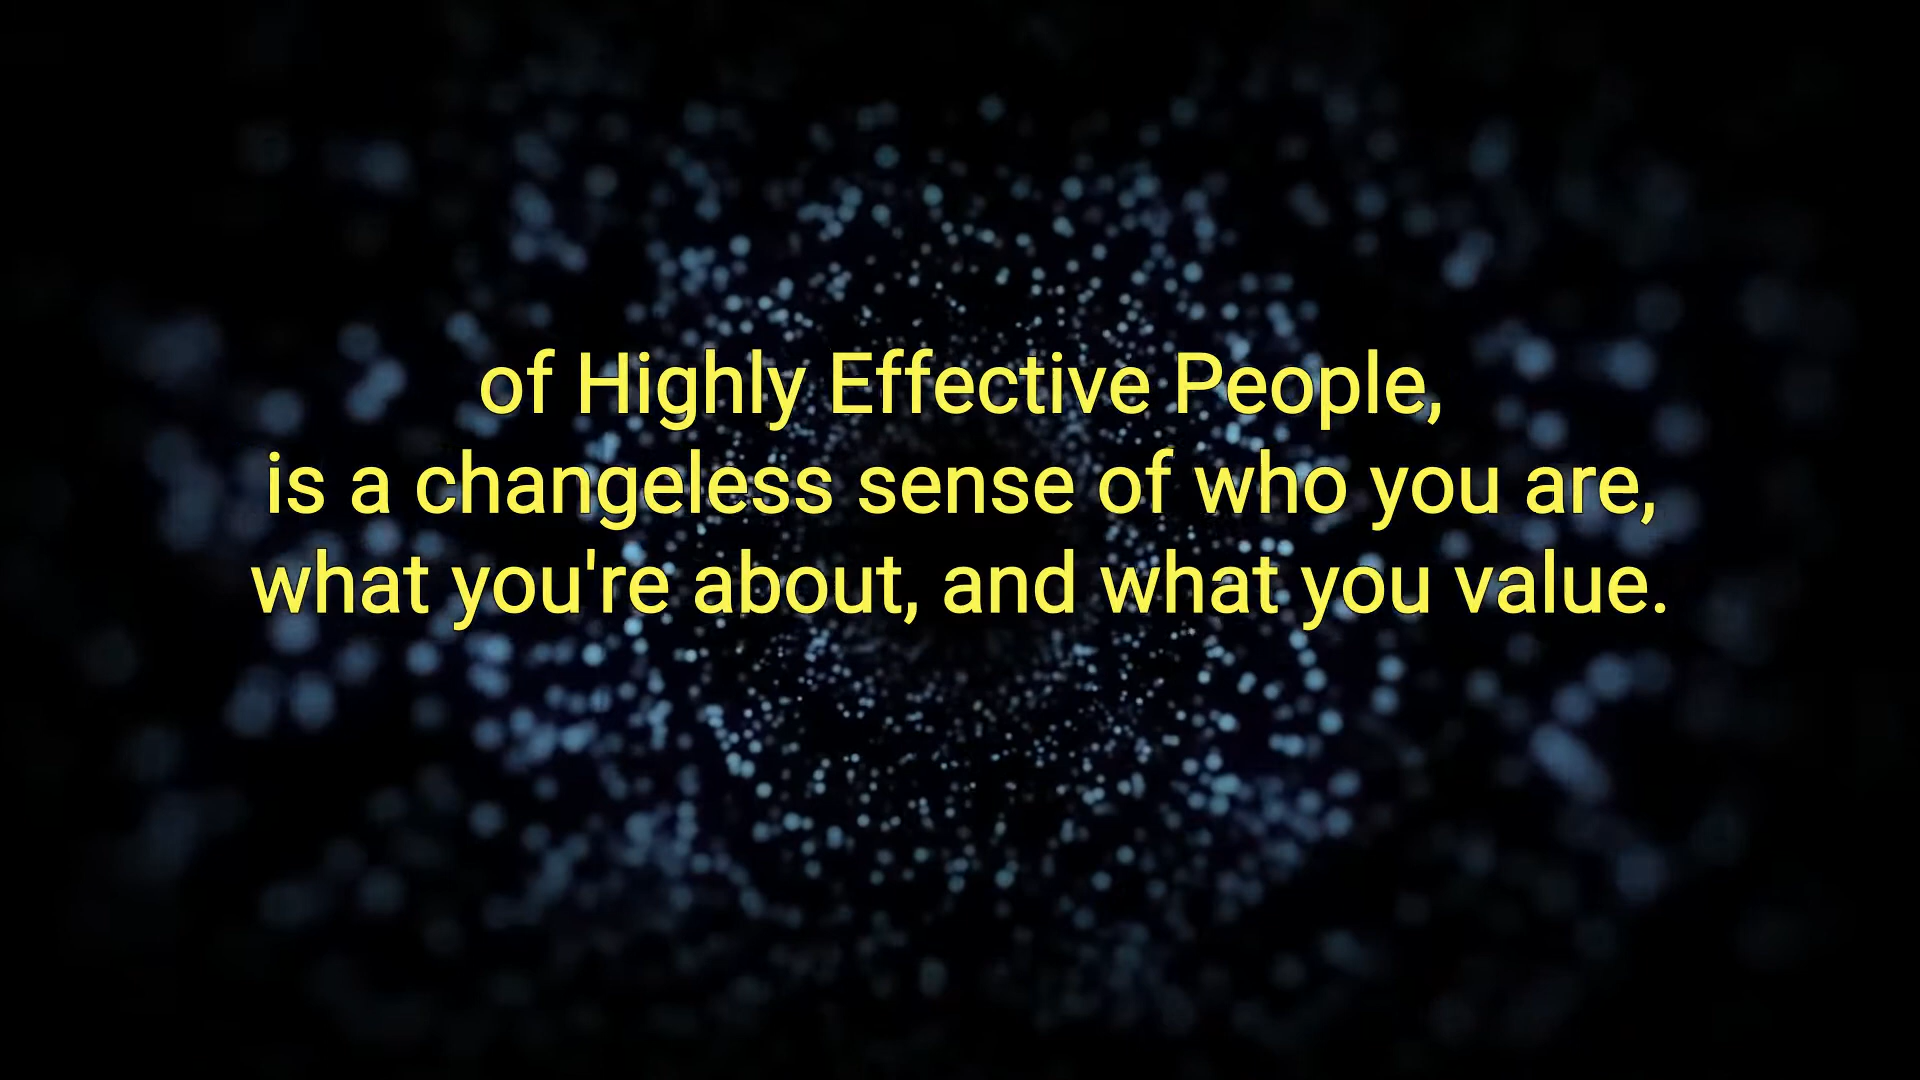 of Highly Effective People,
is a changeless sense of who you are,
what you're about, and what you value.